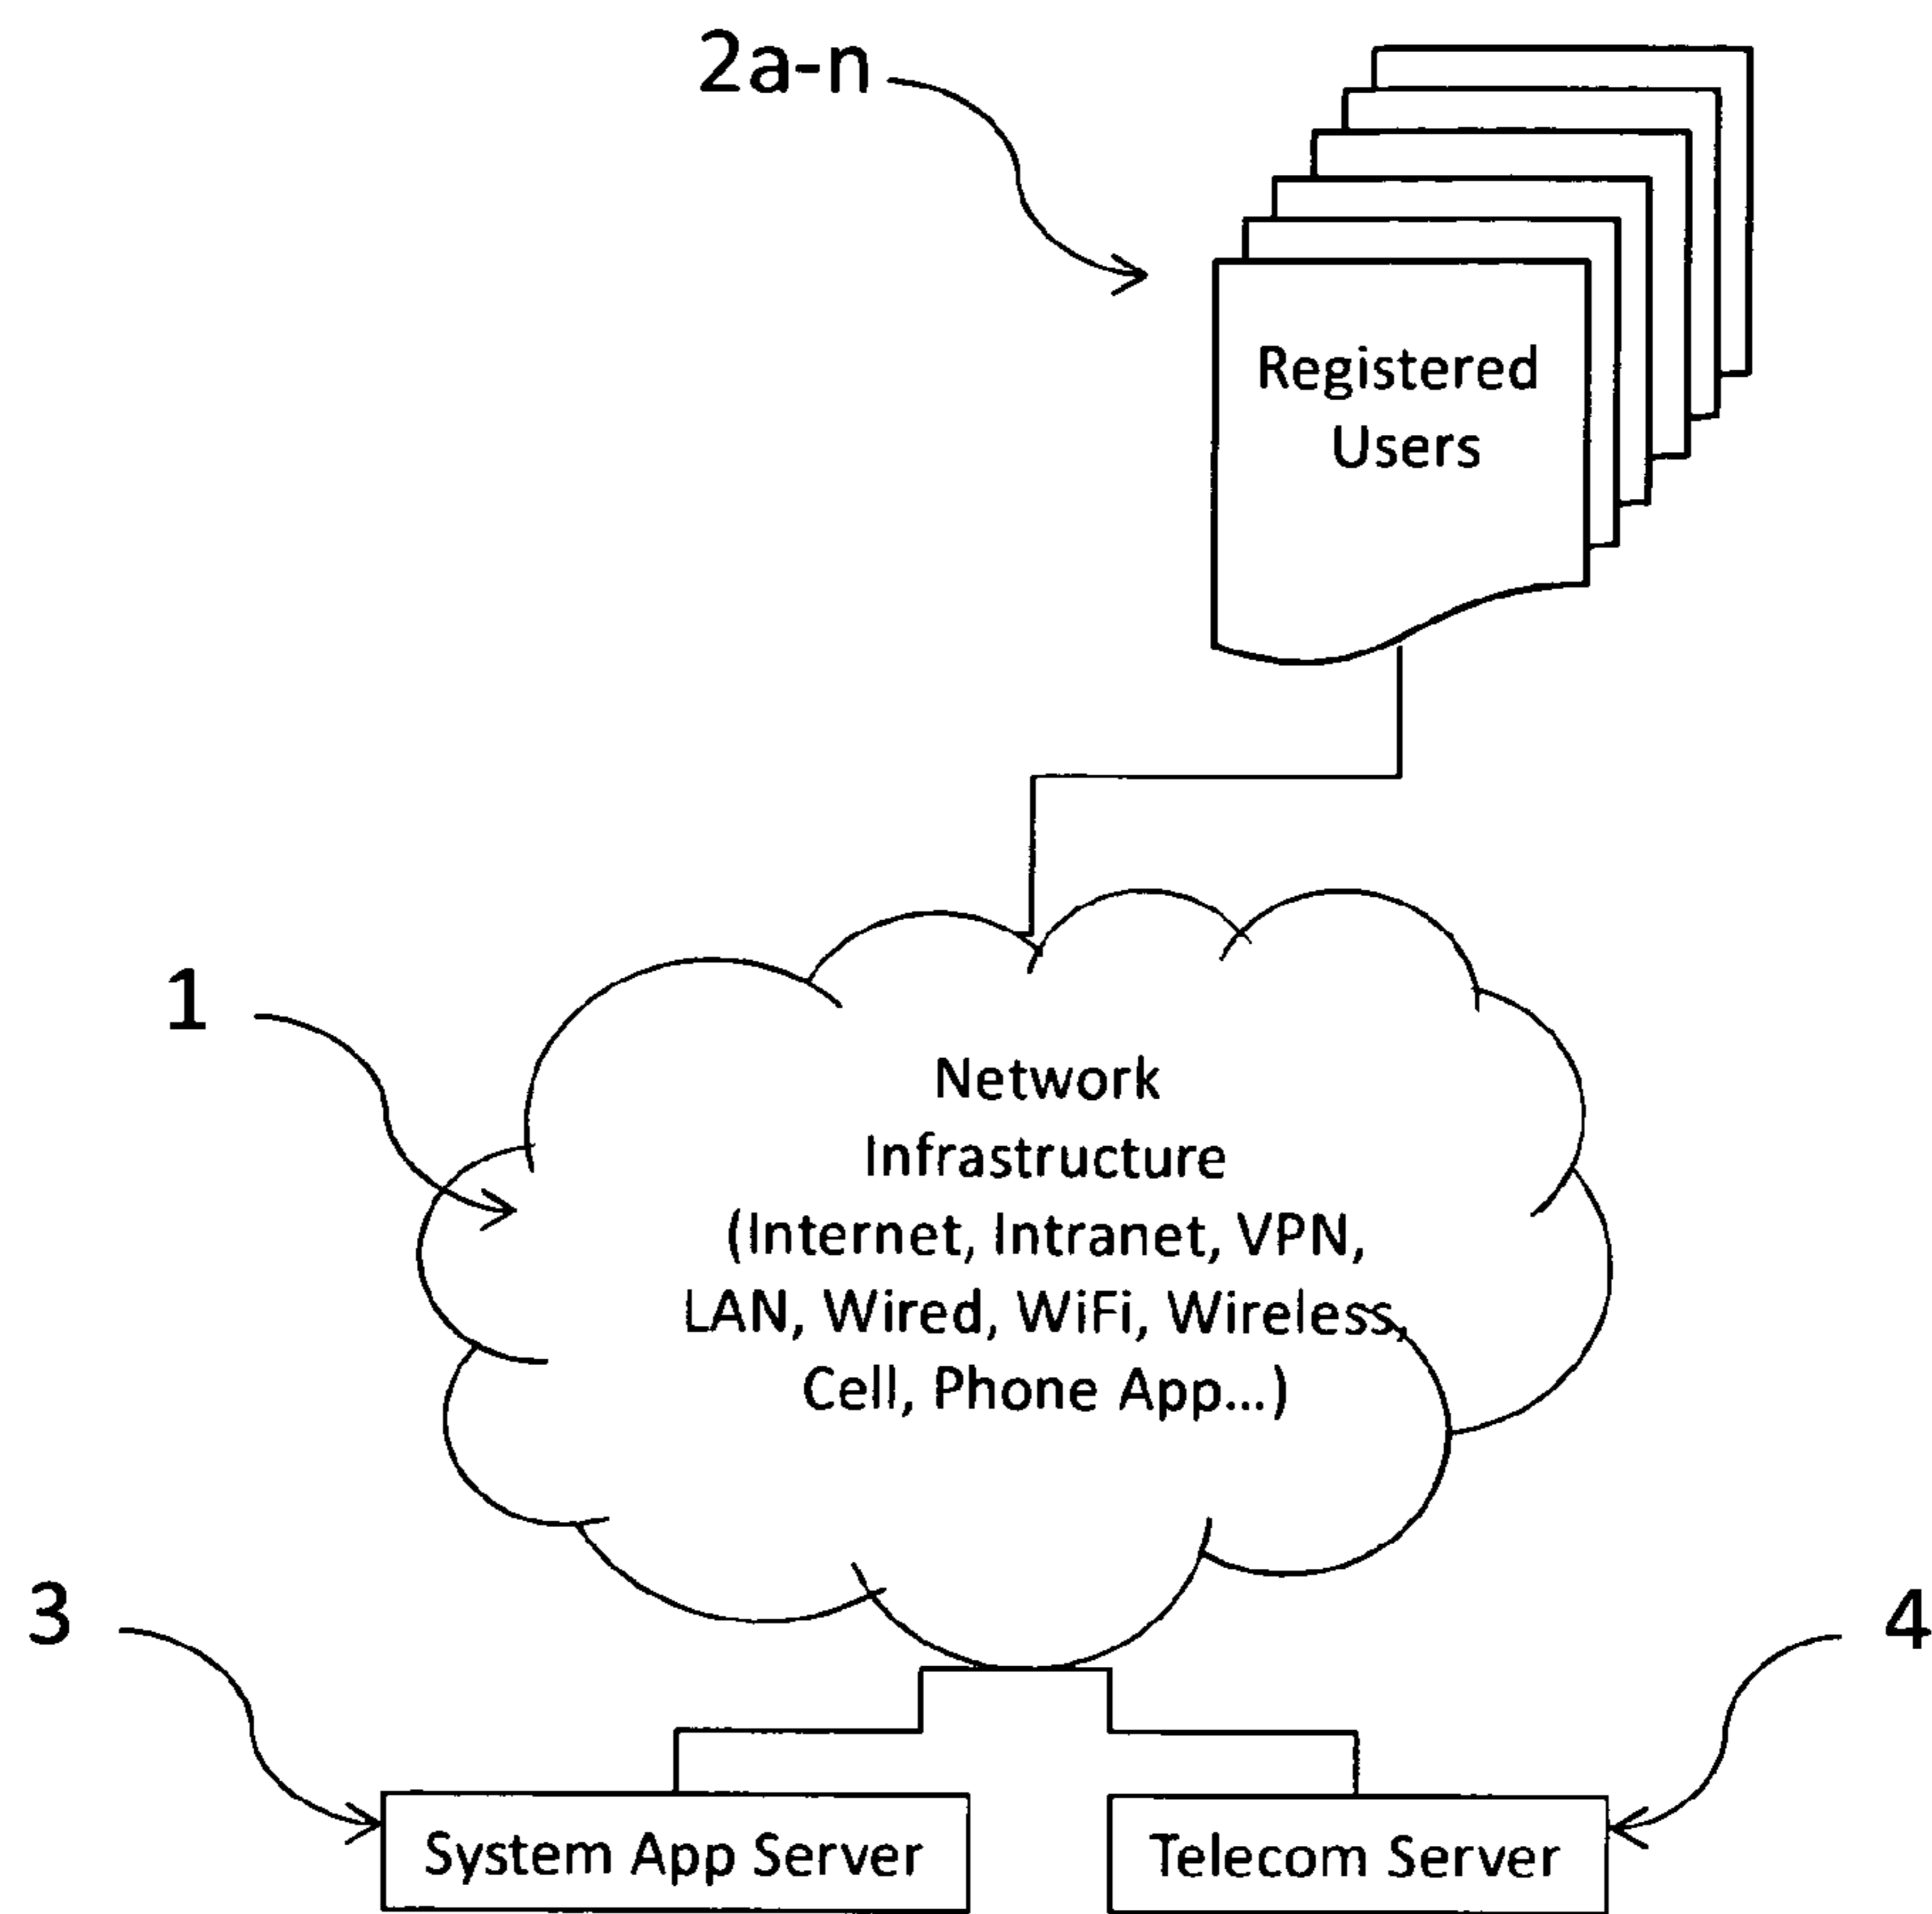 2a-n
Registered
Users
1
Network
Infrastructure
(Internet, Intranet, VPN,
LAN, Wired, WiFi, Wireless,
Cell, Phone App...)
3
4
System App Server
Telecom Server